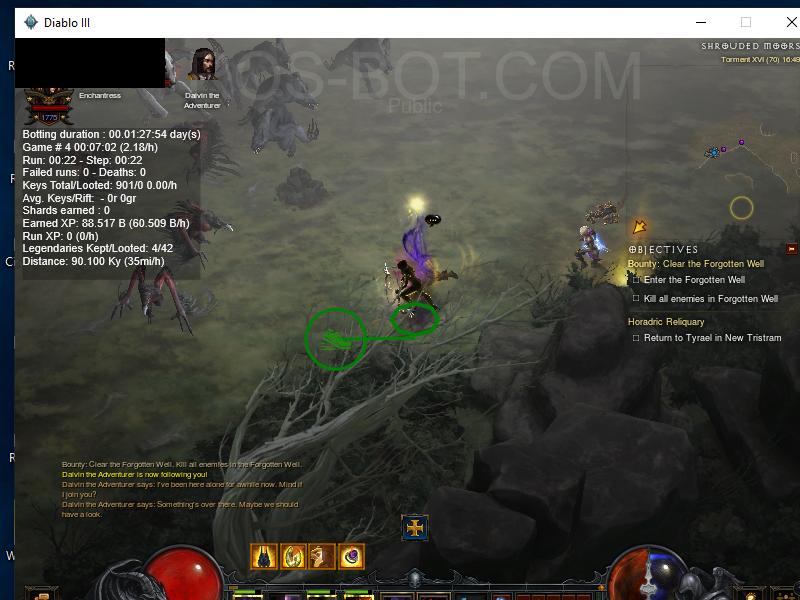 Diablo III
SHROUDED MOORS
Torment XVI (70) 16:49
OS-BOT.COM
Public
Enchantress
Dalvin the
Adventurer
1775
Botting duration : 00.01:27:54 day(s)
Game # 4 00:07:02 (2.18/h)
Run: 00:22 - Step: 00:22
Failed runs: 0 - Deaths: 0
Keys Total/Looted: 901/0 0.00/h
Avg. Keys/Rift:  - 0r 0gr
Shards earned : 0
Earned XP: 88.517 B (60.509 B/h)
Run XP: 0 (0/h)
Legendaries Kept/Looted: 4/42
Distance: 90.100 Ky (35mi/h)
OBJECTIVES
Bounty: Clear the Forgotten Well
Enter the Forgotten Well
Kill all enemies in Forgotten Well
Horadric Reliquary
Return to Tyrael in New Tristram
Bounty: Clear the Forgotten Well. Kill all enemies in the Forgotten Well.
Dalvin the Adventurer is now following you!
Dalvin the Adventurer says: I've been here alone for awhile now. Mind if
I join you?
Dalvin the Adventurer says: Something's over there. Maybe we should
have a look.